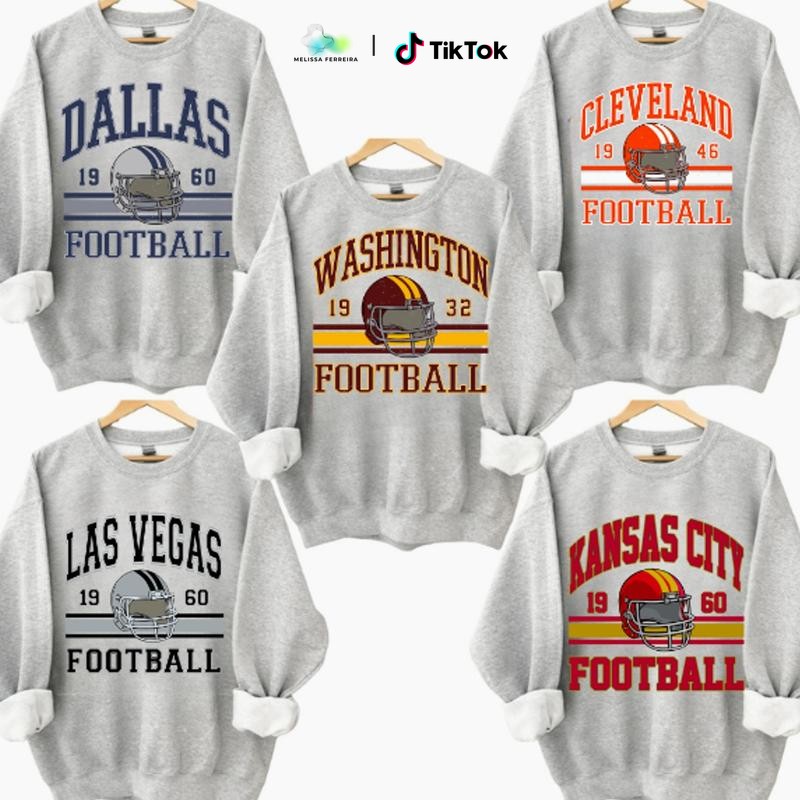 MELISSA FERREIRA
TikTok
DALLAS
19 60
FOOTBALL
CLEVELAND
19 46
FOOTBALL
WASHINGTON
19 32
FOOTBALL
LAS VEGAS
19 60
FOOTBALL
KANSAS CITY
19 60
FOOTBALL